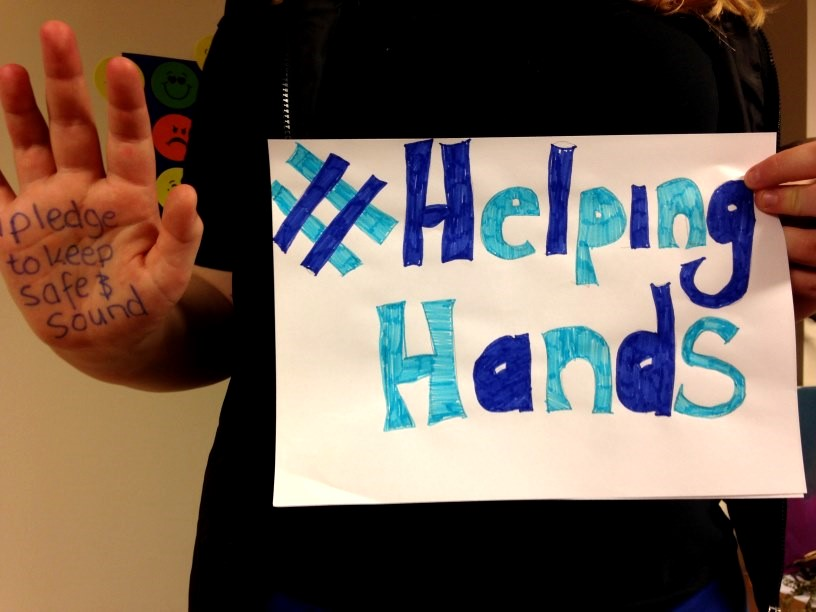 I pledge
to keep
safe &
Sound
#Helping
Hands